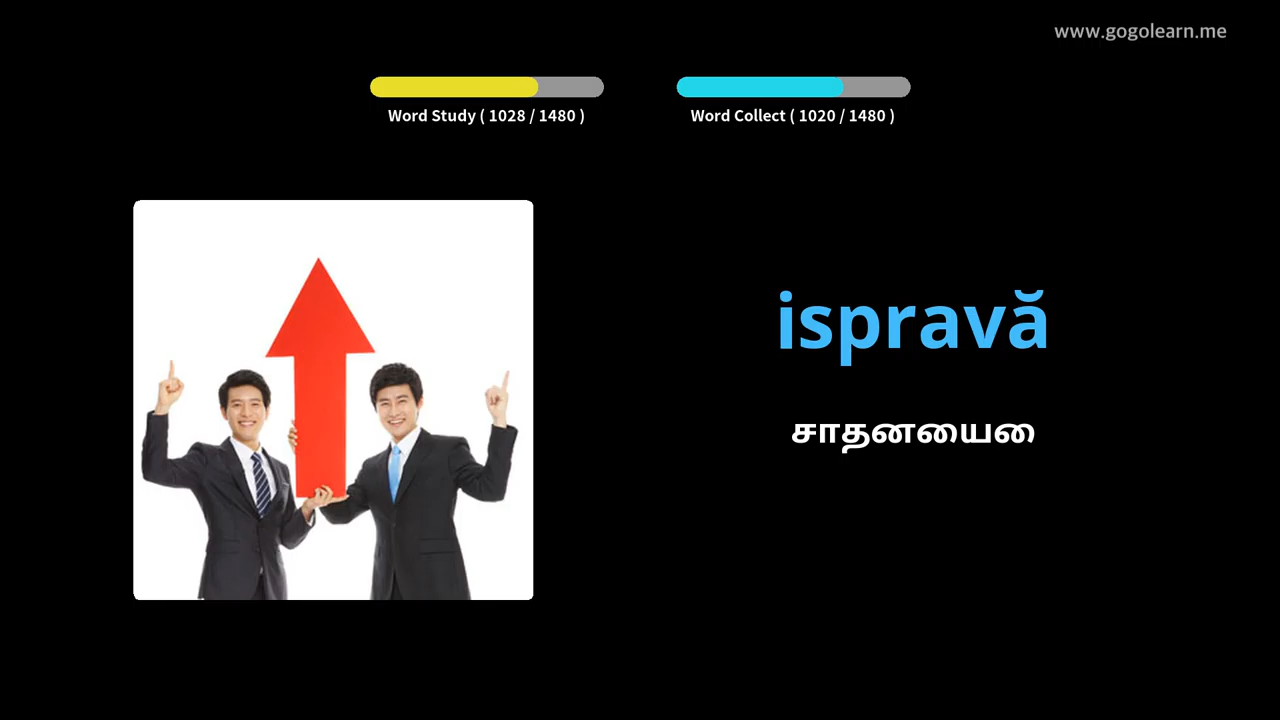 www.gogolearn.me
Word Study ( 1028 / 1480 )
Word Collect ( 1020 / 1480 )
ispravă
சாதனையை